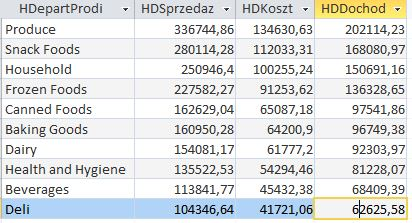 HDepartProdi HDSprzedaz HDKoszt HDDochod
Produce 336744,86 134630,63 202114,23
Snack Foods 280114,28 112033,31 168080,97
Household 250946,4 100255,24 150691,16
Frozen Foods 227582,27 91253,62 136328,65
Canned Foods 162629,04 65087,18 97541,86
Baking Goods 160950,28 64200,9 96749,38
Dairy 154081,17 61777,2 92303,97
Health and Hygiene 135522,53 54294,46 81228,07
Beverages 113841,77 45432,38 68409,39
Deli 104346,64 41721,06 62625,58